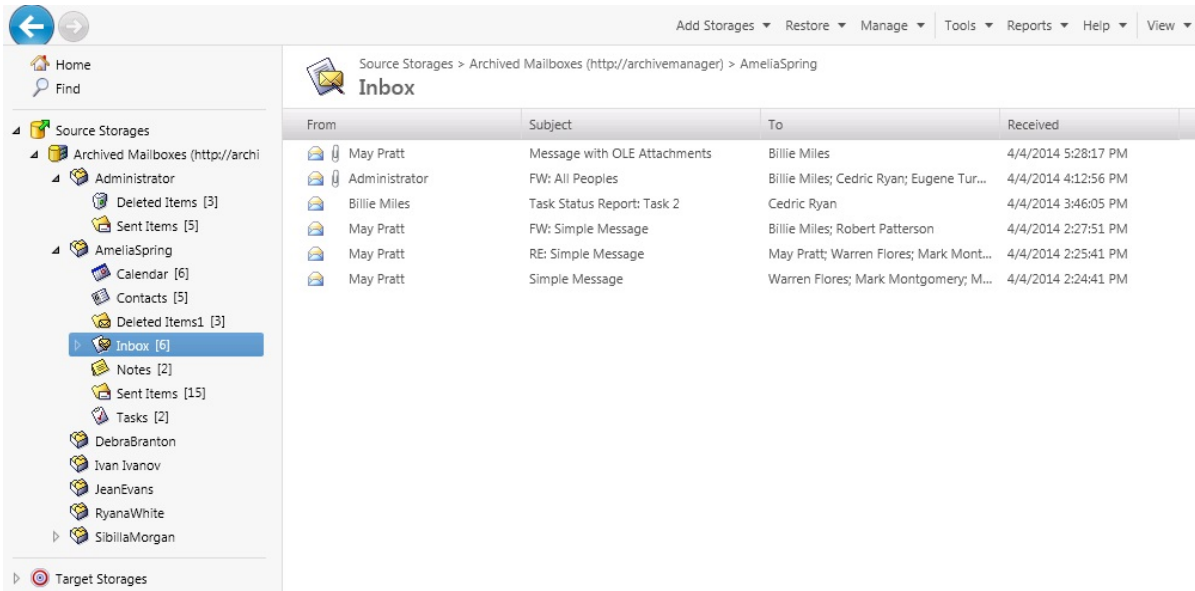 Add Storages Restore Manage Tools Reports Help View
Home
Find
Source Storages
Archived Mailboxes (http://archi
Administrator
Deleted Items [3]
Sent Items [5]
AmeliaSpring
Calendar [6]
Contacts [5]
Deleted Items1 [3]
Inbox [6]
Notes [2]
Sent Items [15]
Tasks [2]
DebraBranton
Ivan Ivanov
JeanEvans
RyanaWhite
SibillaMorgan
Target Storages
Source Storages > Archived Mailboxes (http://archivemanager) > AmeliaSpring
Inbox
From Subject To Received
May Pratt Message with OLE Attachments Billie Miles 4/4/2014 5:28:17 PM
Administrator FW: All Peoples Billie Miles; Cedric Ryan; Eugene Tur... 4/4/2014 4:12:56 PM
Billie Miles Task Status Report: Task 2 Cedric Ryan 4/4/2014 3:46:05 PM
May Pratt FW: Simple Message Billie Miles; Robert Patterson 4/4/2014 2:27:51 PM
May Pratt RE: Simple Message May Pratt; Warren Flores; Mark Mont... 4/4/2014 2:25:41 PM
May Pratt Simple Message Warren Flores; Mark Montgomery; M... 4/4/2014 2:24:41 PM